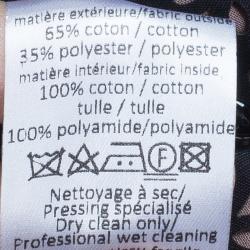 matière extérieure/fabric outside
65% coton / cotton
35% polyester / polyester
matière intérieur/fabric inside
100% coton / cotton
tulle / tulle
100% polyamide/polyamide
F
Nettoyage à sec/
Pressing spécialisé
Dry clean only/
Professional wet cleaning